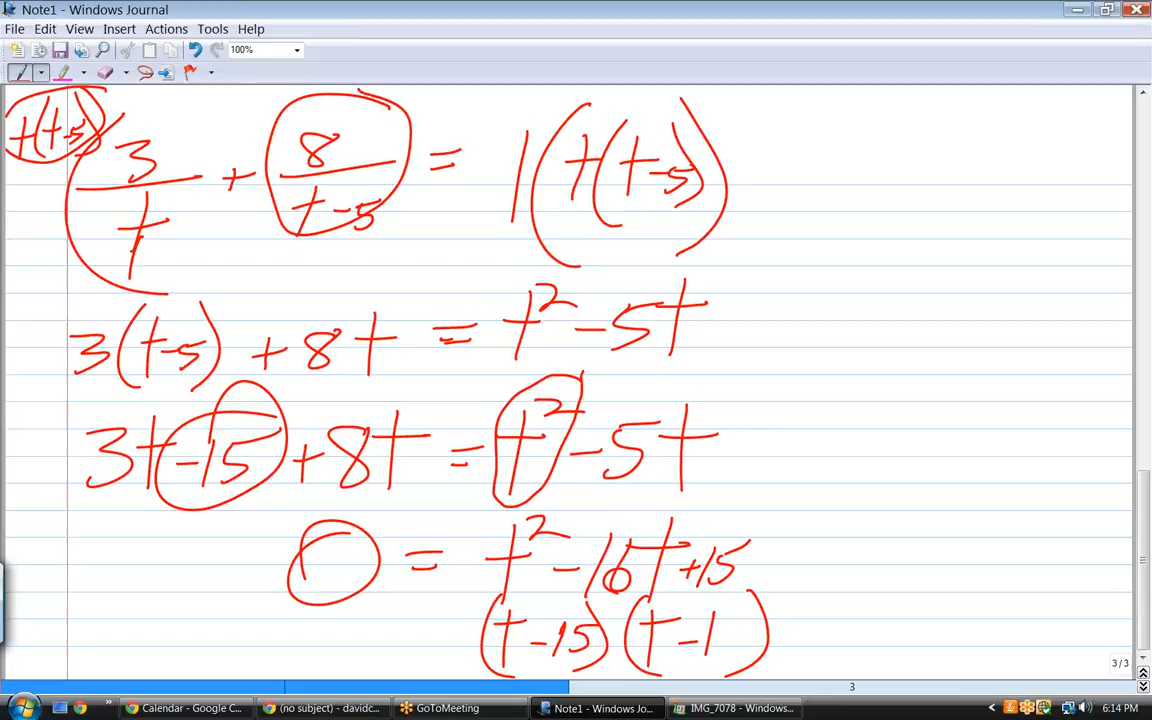 Note1 - Windows Journal
File Edit View Insert Actions Tools Help
100%
t(t-5) 3/t + 8/t-5 = 1(t(t-5))
3(t-5) + 8t = t² - 5t
3t - 15 + 8t = t² - 5t
0 = t² - 16t + 15
(t - 15) (t - 1)
3/3
3
Calendar - Google C... (no subject) - davidc... GoToMeeting Note1 - Windows Jo... IMG_7078 - Windows... 6:14 PM